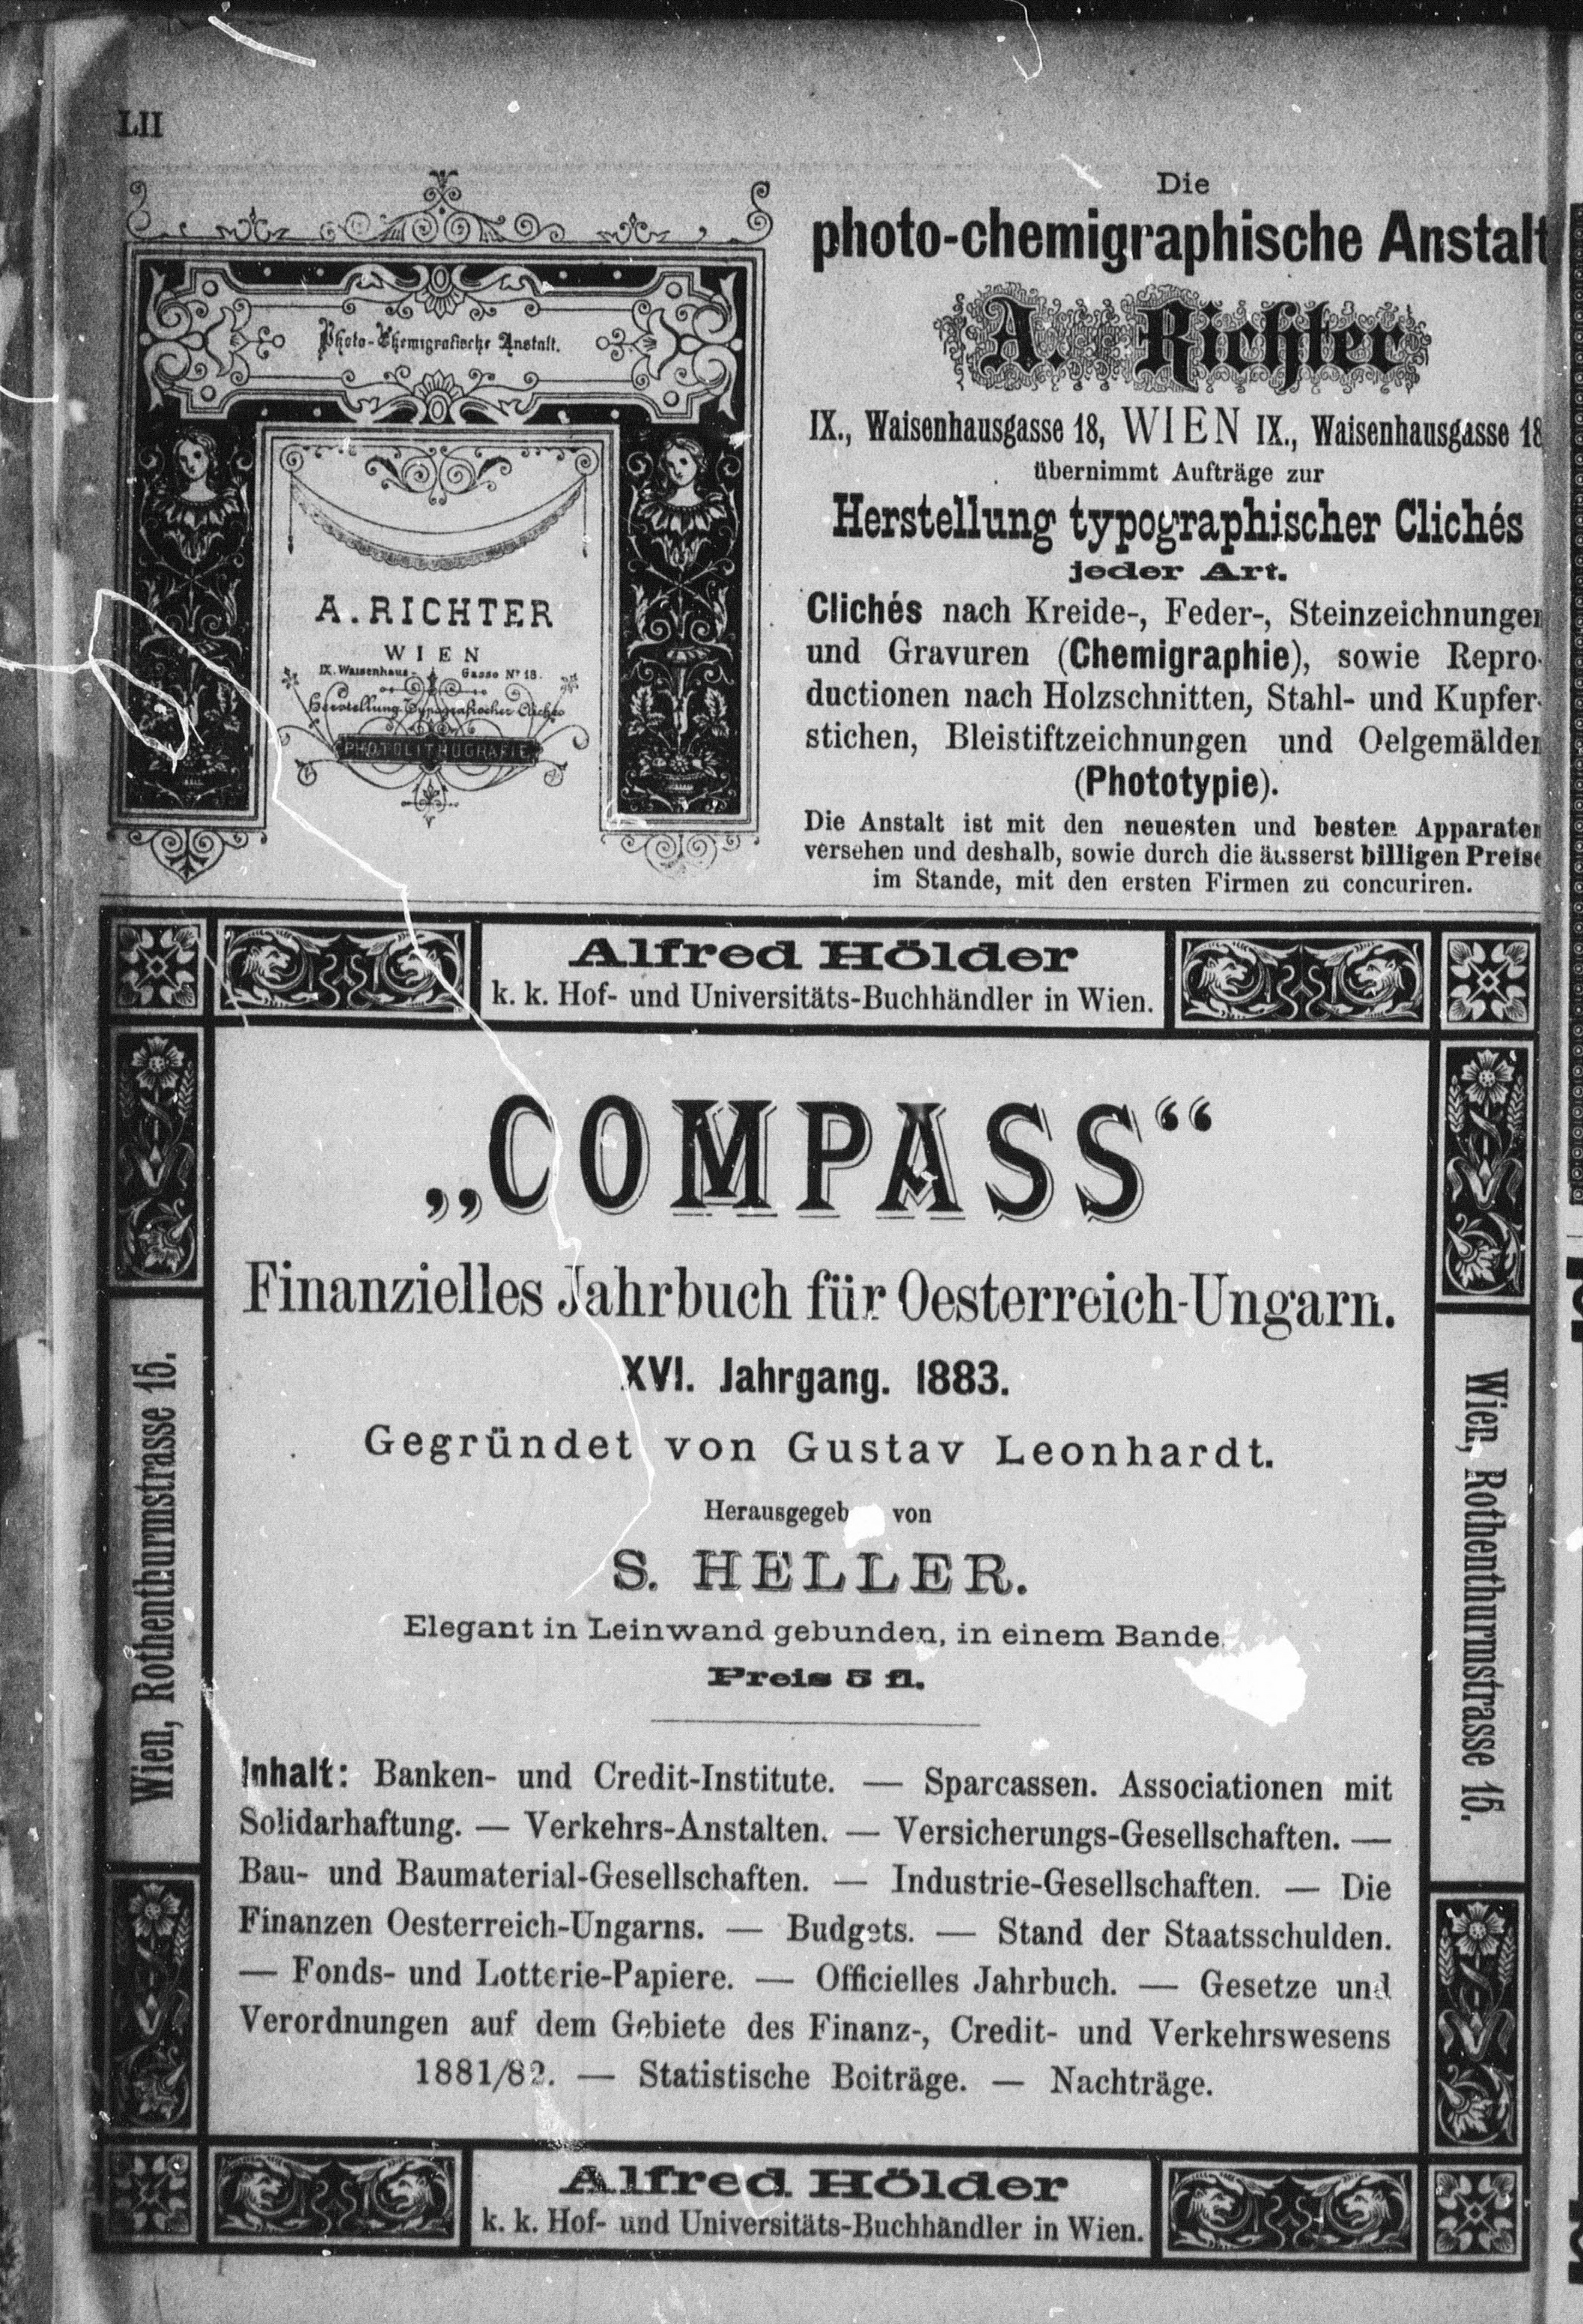 LII
Photo-Chemigrafische Anstalt.
A. RICHTER
WIEN
IX. Waisenhaus- Gasse No 18.
Herstellung Typografischer Clichés
PHOTOLITHOGRAFIE
Die
photo-chemigraphische Anstalt
A. Richter
IX., Waisenhausgasse 18, WIEN IX., Waisenhausgasse 18
übernimmt Aufträge zur
Herstellung typographischer Clichés
jeder Art.
Clichés nach Kreide-, Feder-, Steinzeichnungen
und Gravuren (Chemigraphie), sowie Repro-
ductionen nach Holzschnitten, Stahl- und Kupfer-
stichen, Bleistiftzeichnungen und Oelgemälden
(Phototypie).
Die Anstalt ist mit den neuesten und besten Apparaten
versehen und deshalb, sowie durch die äusserst billigen Preise
im Stande, mit den ersten Firmen zu concuriren.
Alfred Hölder
k. k. Hof- und Universitäts-Buchhändler in Wien.
Wien, Rothenthurmstrasse 15.
„COMPASS“
Finanzielles Jahrbuch für Oesterreich-Ungarn.
XVI. Jahrgang. 1883.
Gegründet von Gustav Leonhardt.
Herausgegeb von
S. HELLER.
Elegant in Leinwand gebunden, in einem Bande.
Preis 5 fl.
Inhalt: Banken- und Credit-Institute. — Sparcassen. Associationen mit
Solidarhaftung. — Verkehrs-Anstalten. — Versicherungs-Gesellschaften. —
Bau- und Baumaterial-Gesellschaften. — Industrie-Gesellschaften. — Die
Finanzen Oesterreich-Ungarns. — Budgets. — Stand der Staatsschulden.
— Fonds- und Lotterie-Papiere. — Officielles Jahrbuch. — Gesetze und
Verordnungen auf dem Gebiete des Finanz-, Credit- und Verkehrswesens
1881/82. — Statistische Beiträge. — Nachträge.
Wien, Rothenthurmstrasse 15.
Alfred Hölder
k. k. Hof- und Universitäts-Buchhändler in Wien.